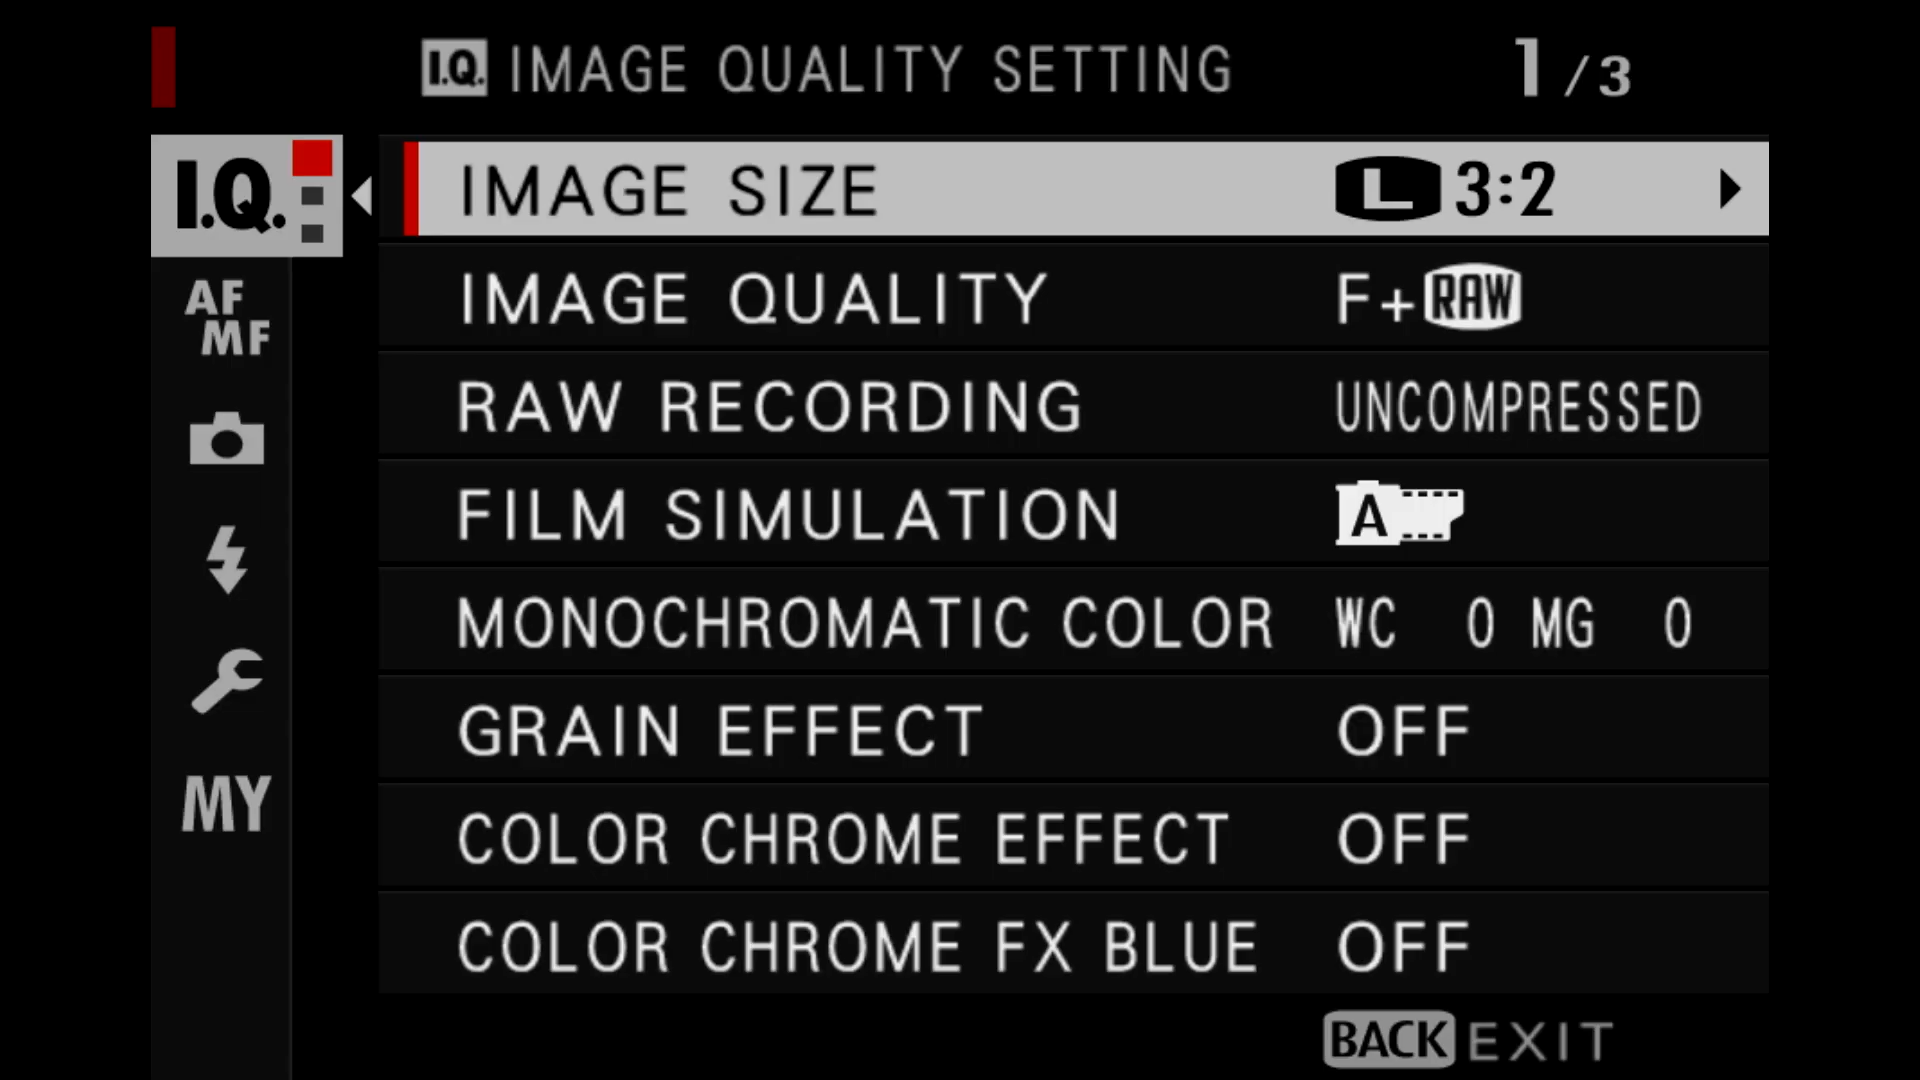 I.Q. IMAGE QUALITY SETTING 1/3
I.Q.
AF
MF
MY
IMAGE SIZE L 3:2
IMAGE QUALITY F+RAW
RAW RECORDING UNCOMPRESSED
FILM SIMULATION A
MONOCHROMATIC COLOR WC 0 MG 0
GRAIN EFFECT OFF
COLOR CHROME EFFECT OFF
COLOR CHROME FX BLUE OFF
BACK EXIT